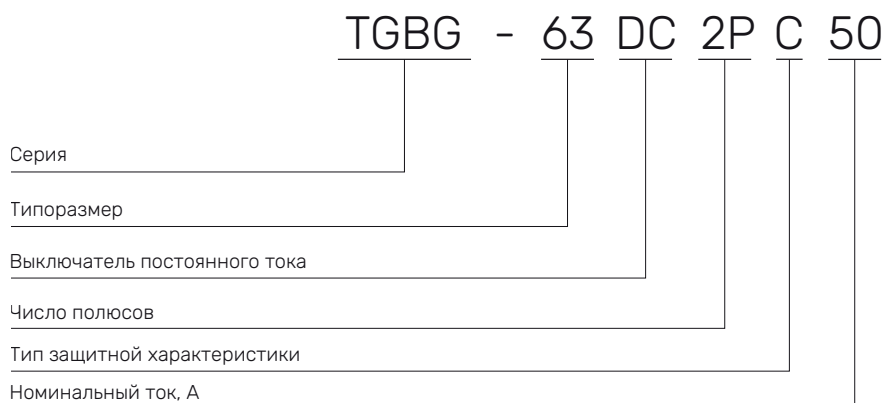 TGBG - 63 DC 2P C 50
Серия
Типоразмер
Выключатель постоянного тока
Число полюсов
Тип защитной характеристики
Номинальный ток, А